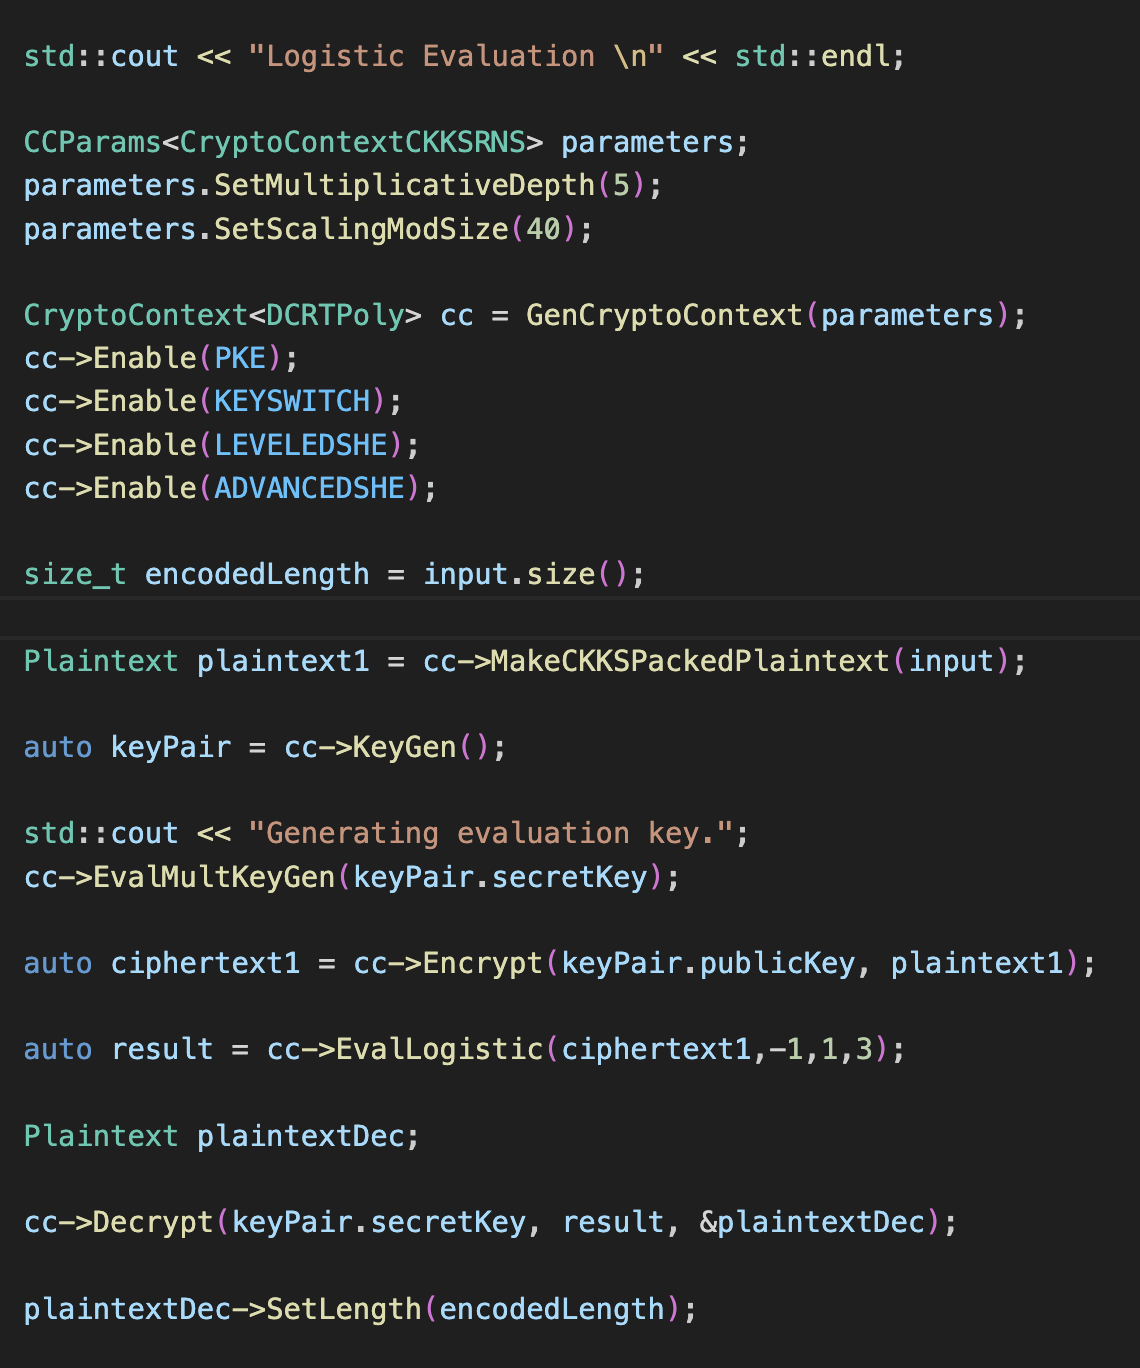 std::cout << "Logistic Evaluation \n" << std::endl;
CCParams<CryptoContextCKKSRNS> parameters;
parameters.SetMultiplicativeDepth(5);
parameters.SetScalingModSize(40);
CryptoContext<DCRTPoly> cc = GenCryptoContext(parameters);
cc->Enable(PKE);
cc->Enable(KEYSWITCH);
cc->Enable(LEVELEDSHE);
cc->Enable(ADVANCEDSHE);
size_t encodedLength = input.size();
Plaintext plaintext1 = cc->MakeCKKSPackedPlaintext(input);
auto keyPair = cc->KeyGen();
std::cout << "Generating evaluation key.";
cc->EvalMultKeyGen(keyPair.secretKey);
auto ciphertext1 = cc->Encrypt(keyPair.publicKey, plaintext1);
auto result = cc->EvalLogistic(ciphertext1,-1,1,3);
Plaintext plaintextDec;
cc->Decrypt(keyPair.secretKey, result, &plaintextDec);
plaintextDec->SetLength(encodedLength);